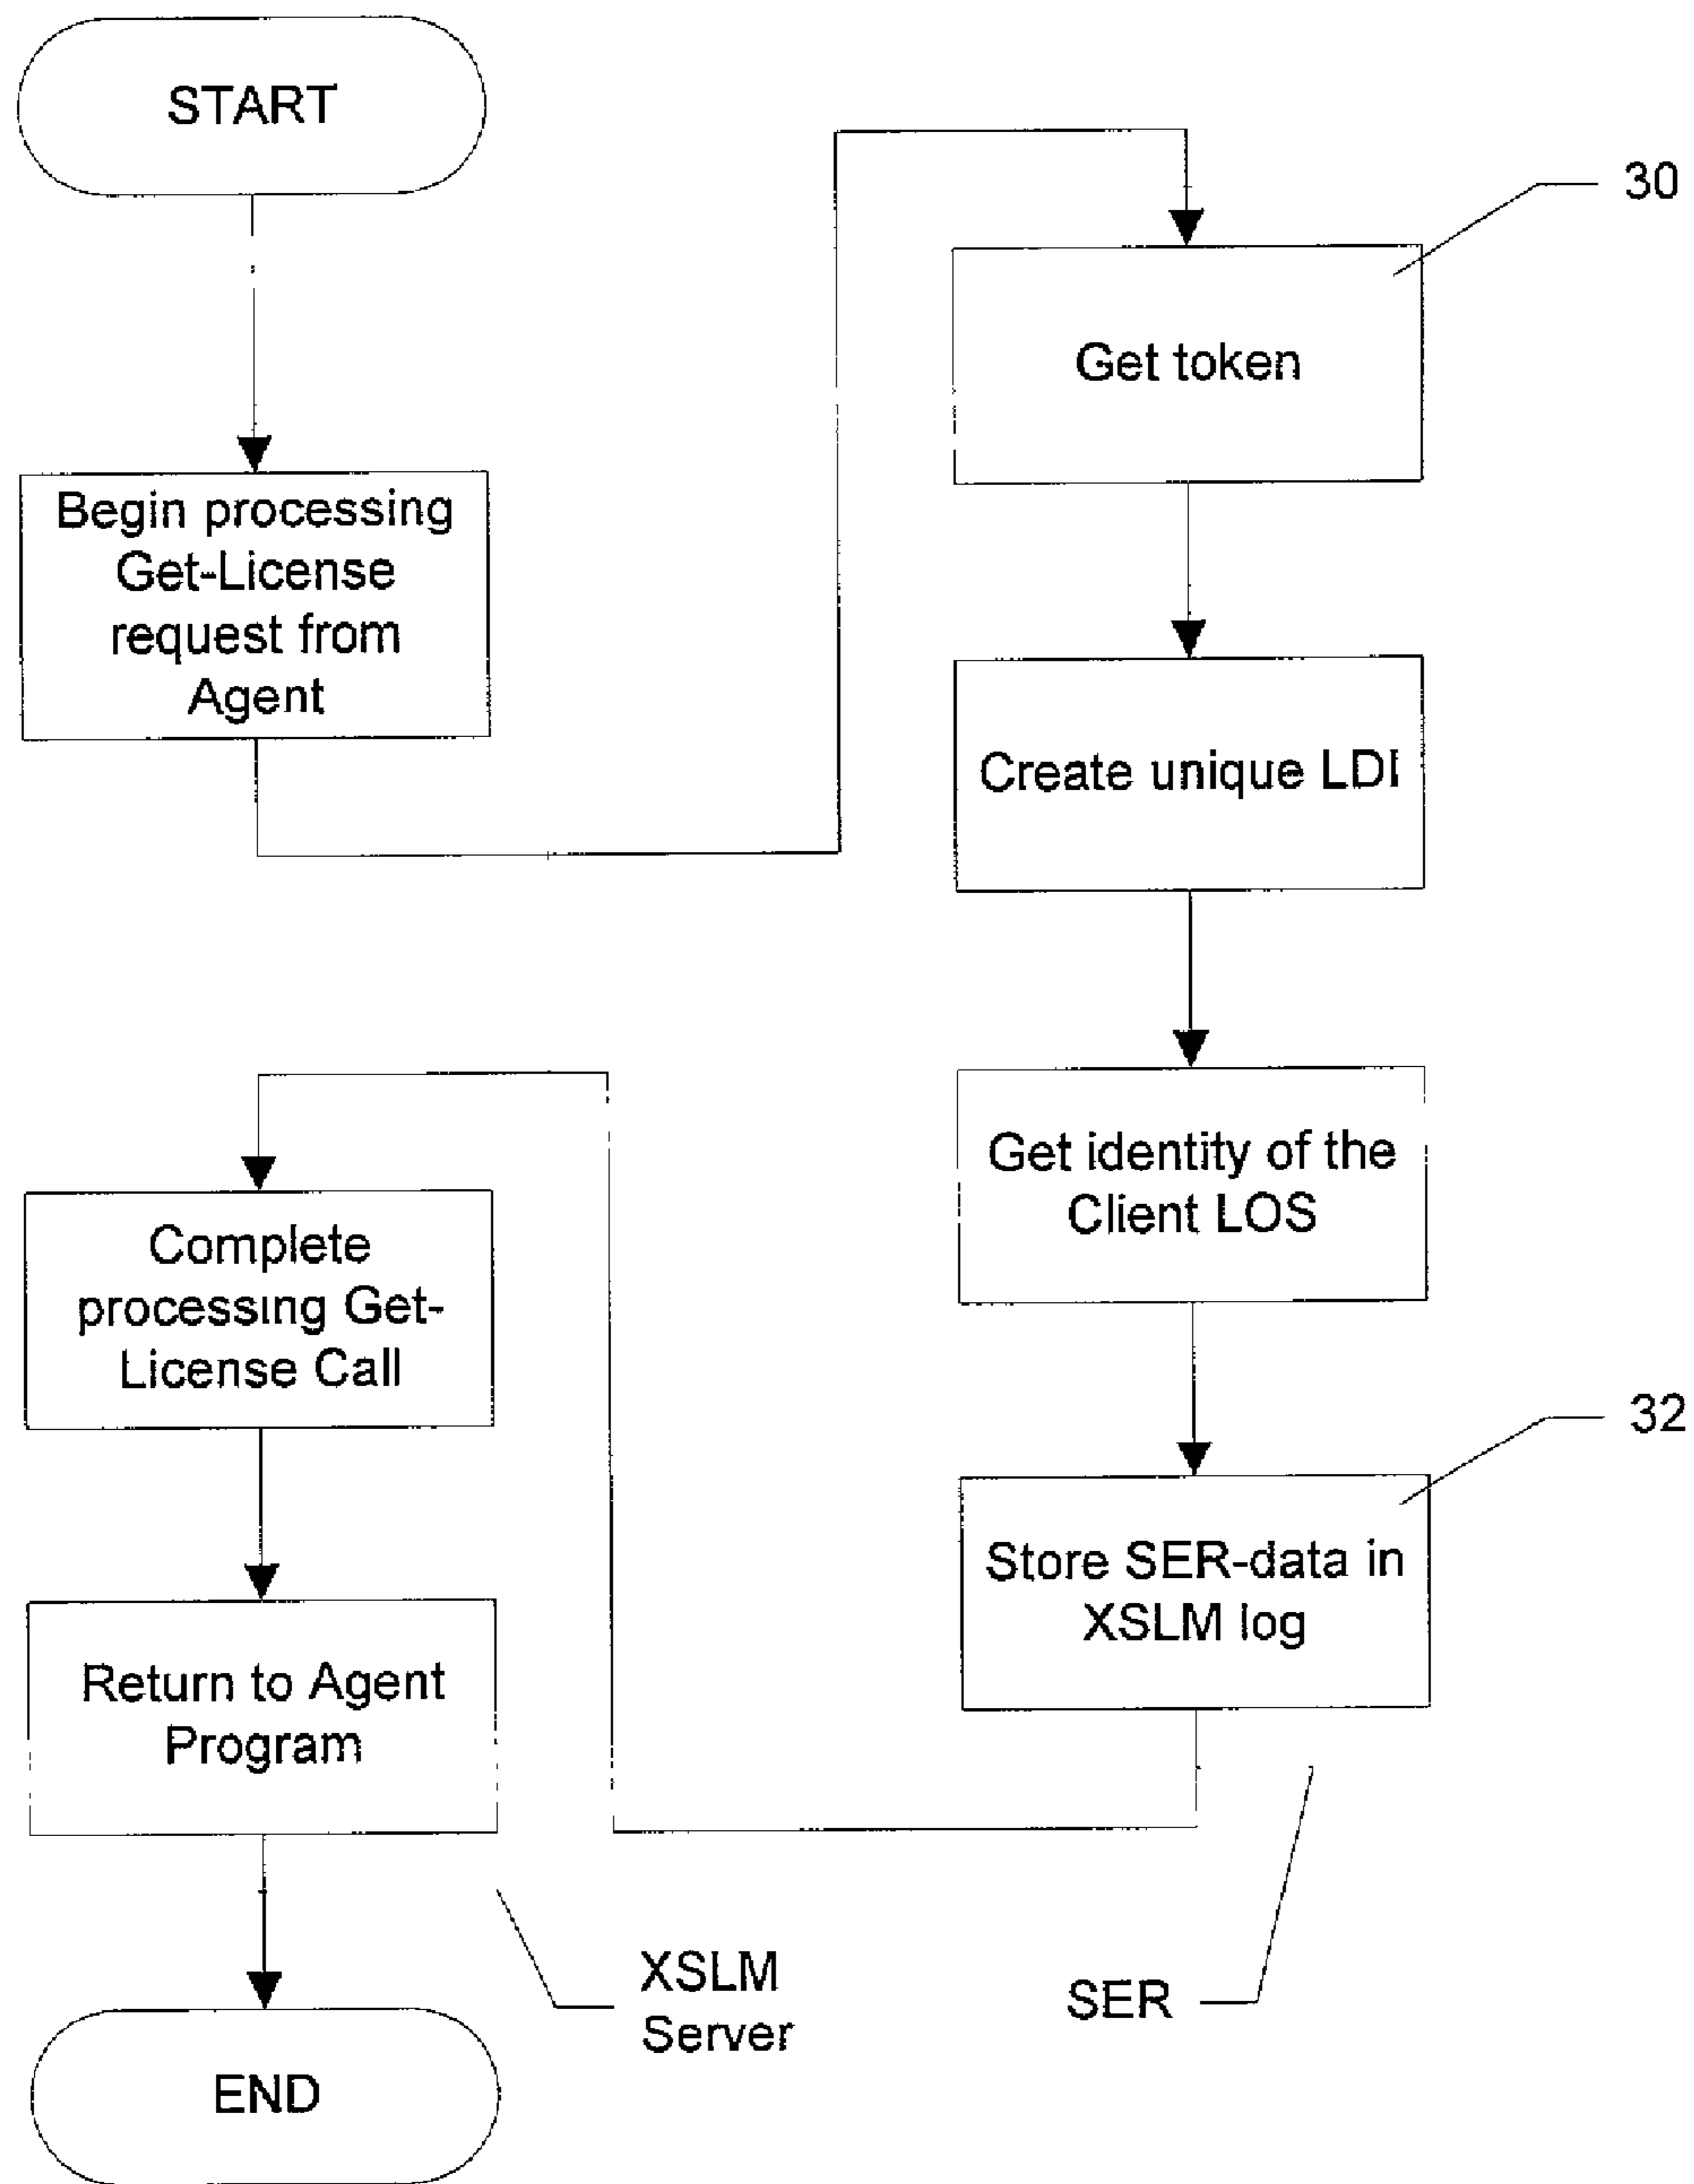 START
Begin processing
Get-License
request from
Agent
30
Get token
Create unique LDI
Get identity of the
Client LOS
32
Store SER-data in
XSLM log
Complete
processing Get-
License Call
Return to Agent
Program
XSLM
Server
SER
END